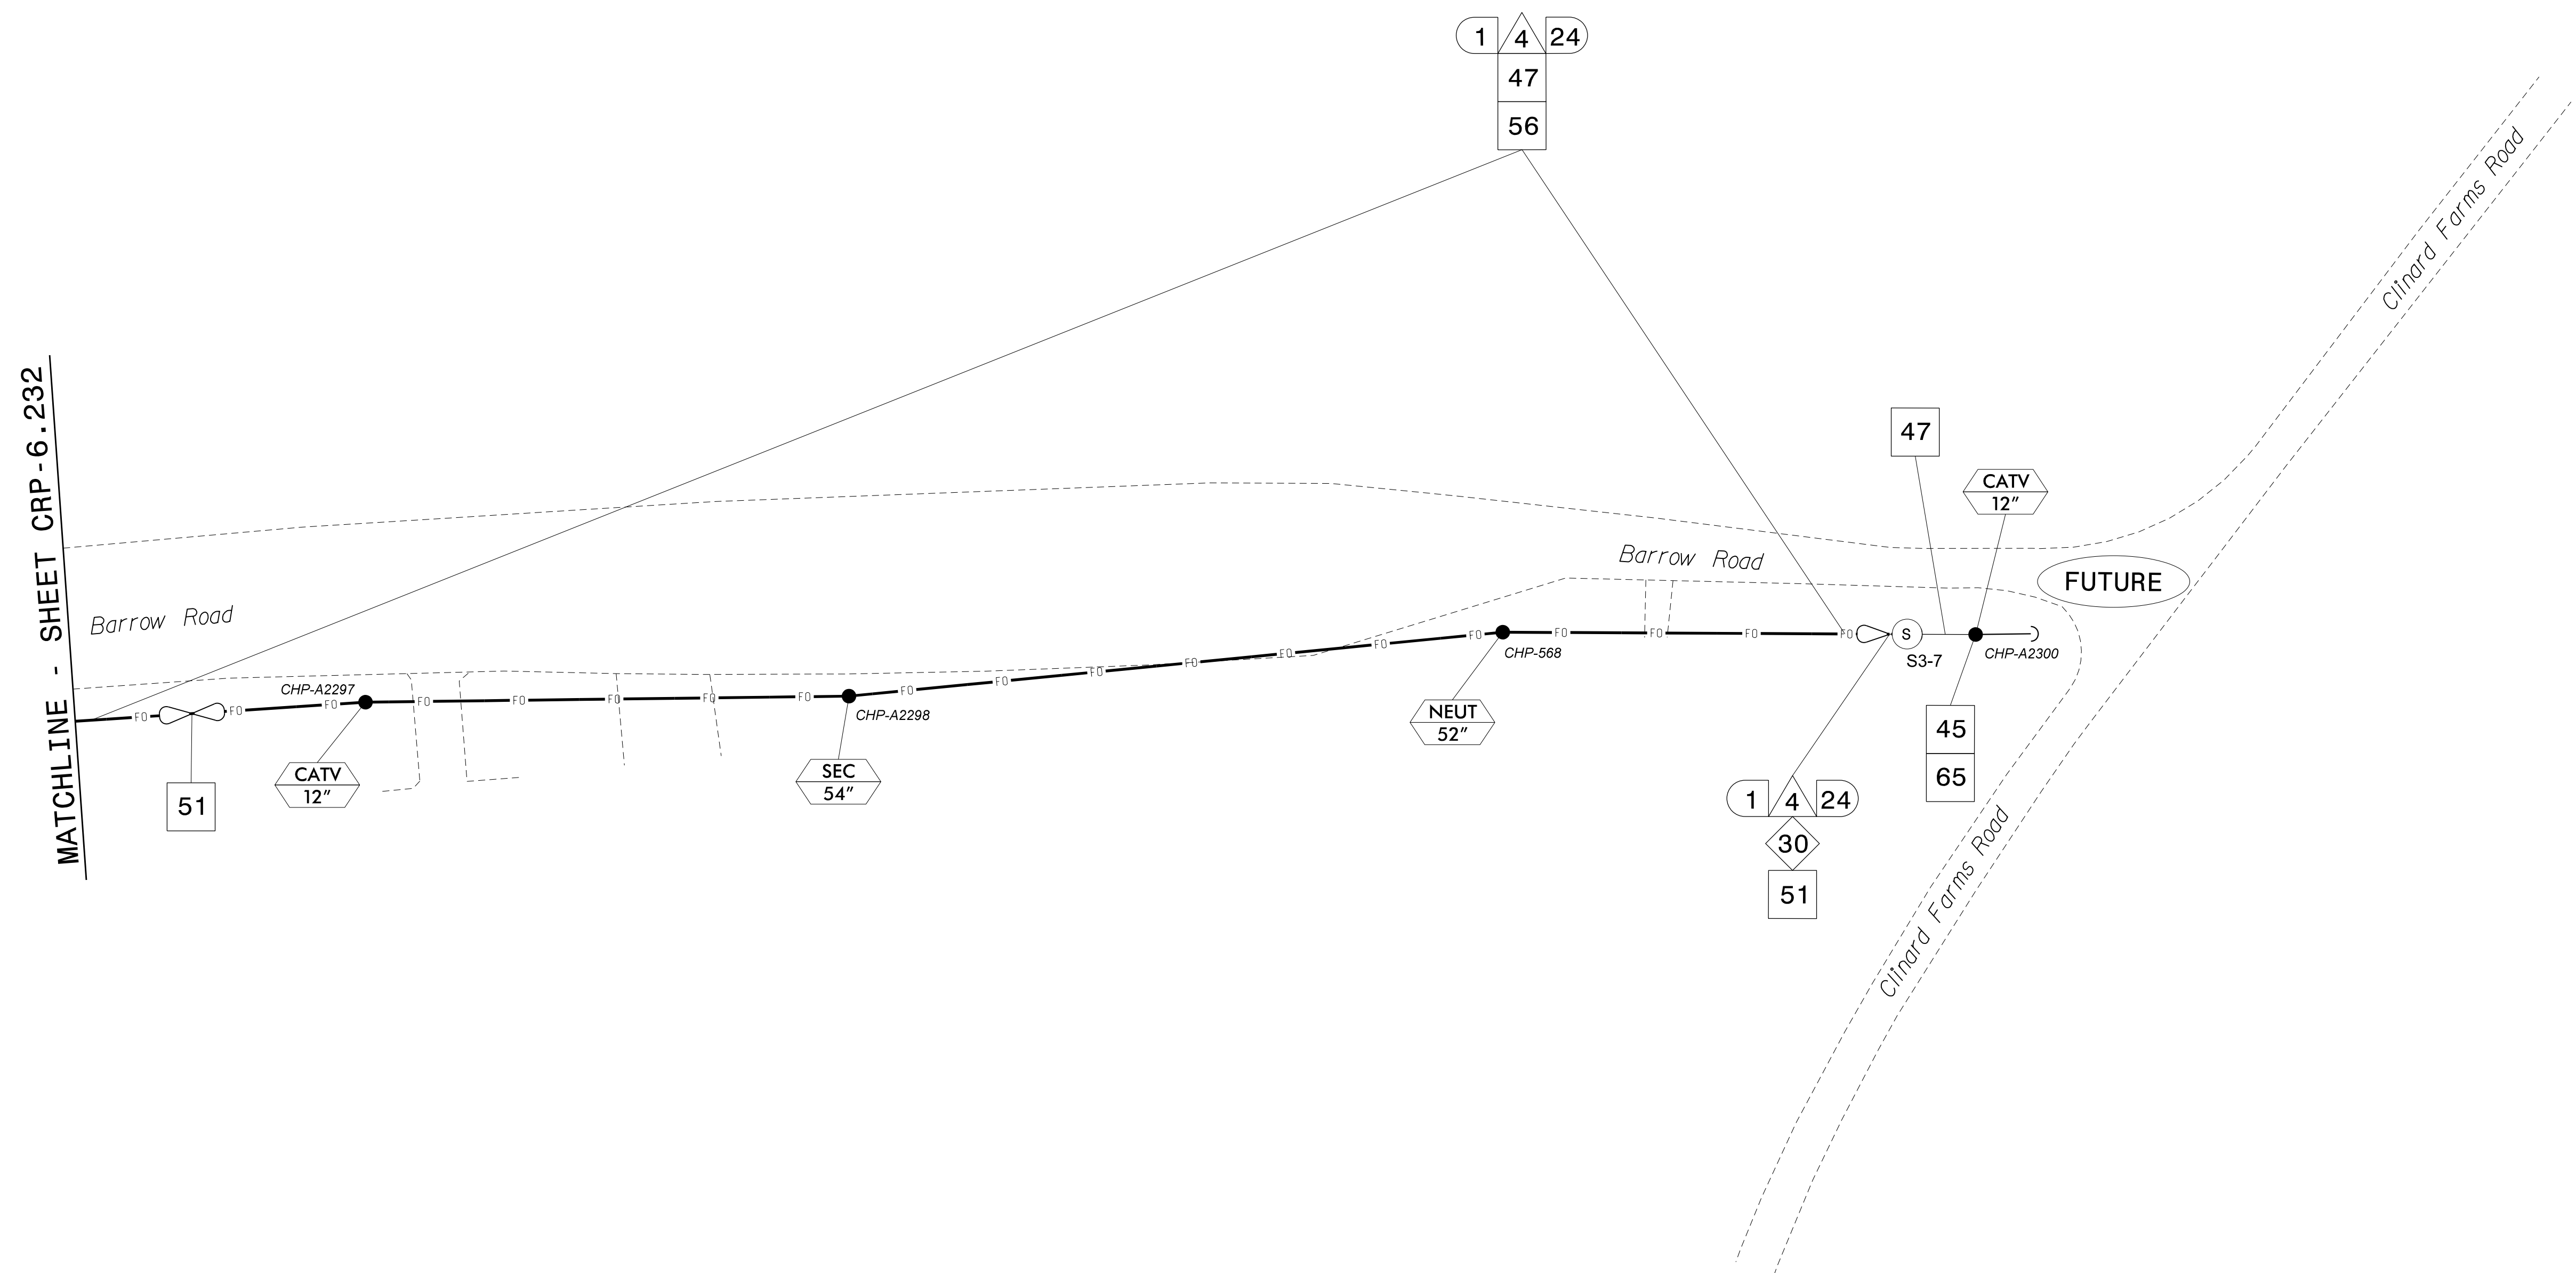 1 4 24
47
56
Clinard Farms Road
MATCHLINE - SHEET CRP-6.232
47
CATV
12"
Barrow Road
FUTURE
Barrow Road
FO FO FO FO FO FO FO FO FO FO FO FO FO FO FO FO FO FO FO
S
S3-7
CHP-A2300
CHP-568
CHP-A2297
CHP-A2298
NEUT
52"
45
65
51
CATV
12"
SEC
54"
1 4 24
30
51
Clinard Farms Road